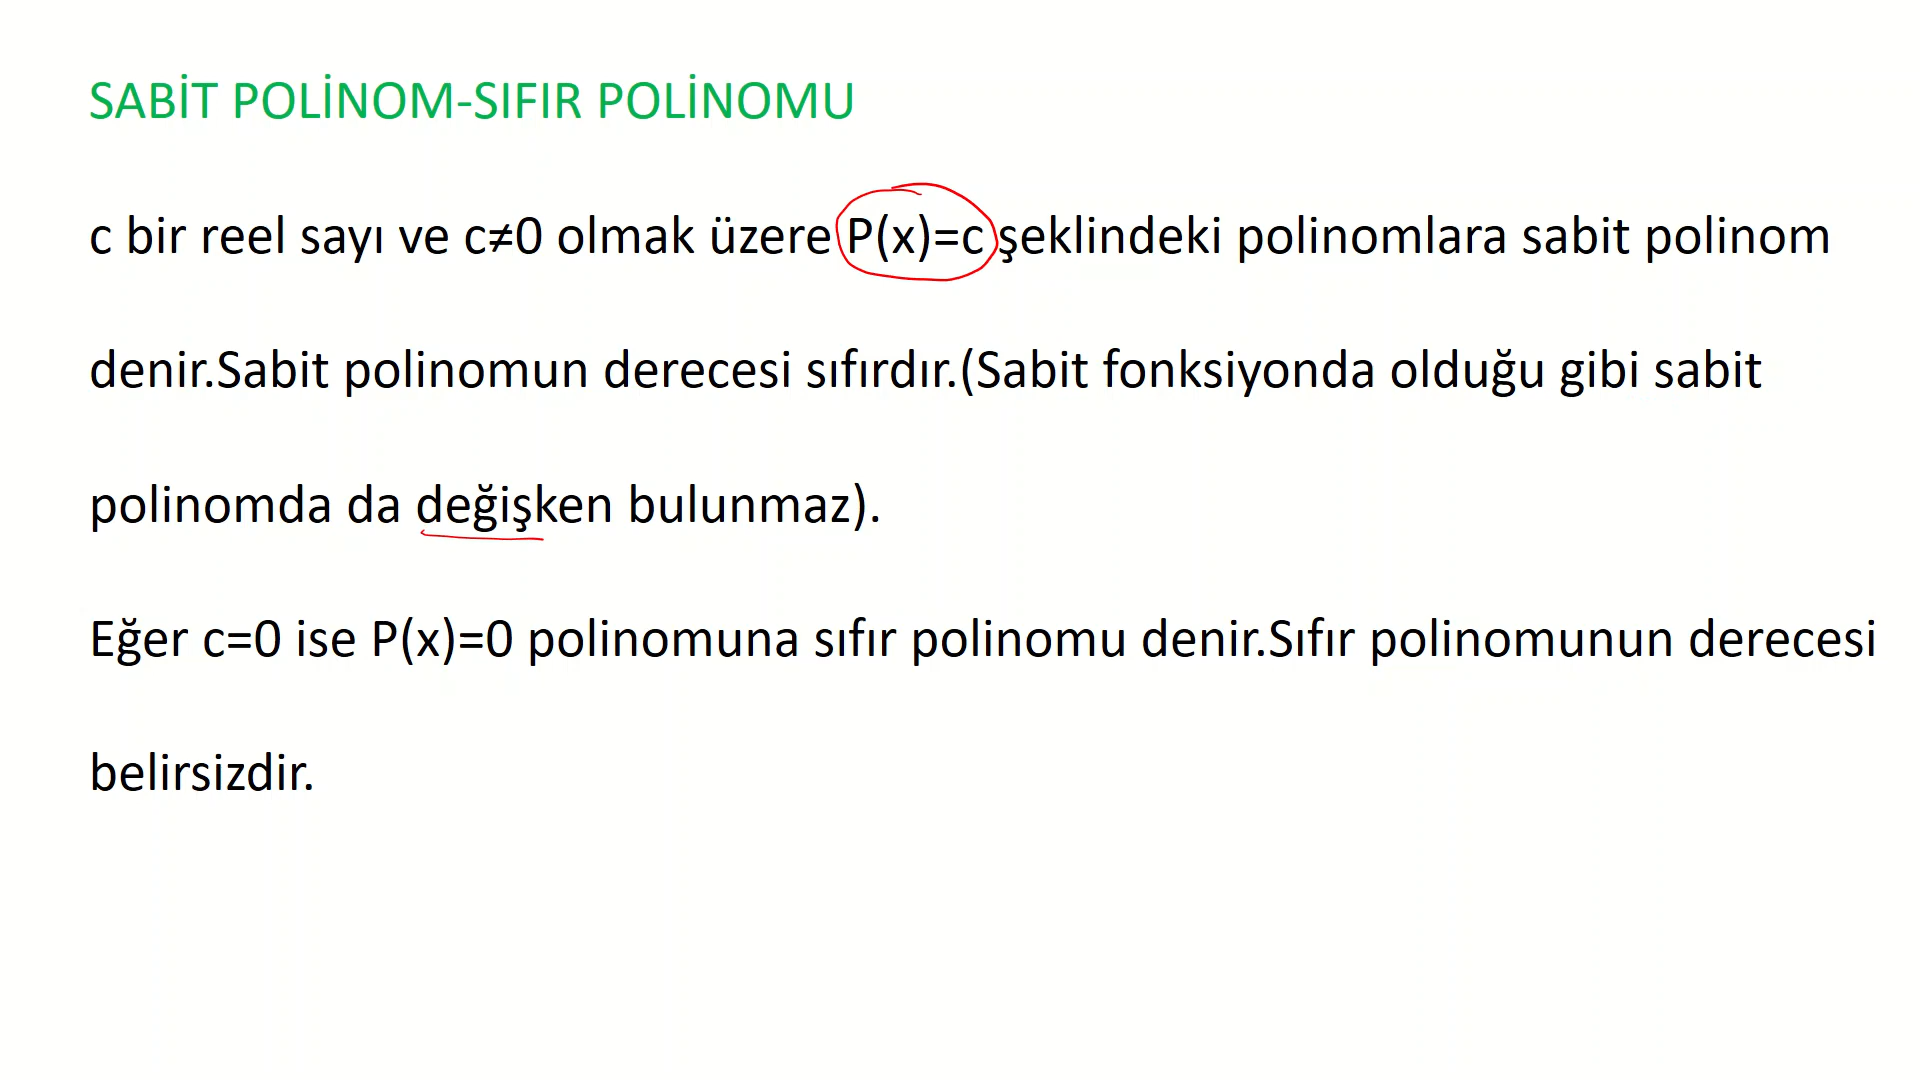 SABİT POLİNOM-SIFIR POLİNOMU
c bir reel sayı ve c≠0 olmak üzere P(x)=c şeklindeki polinomlara sabit polinom
denir.Sabit polinomun derecesi sıfırdır.(Sabit fonksiyonda olduğu gibi sabit
polinomda da değişken bulunmaz).
Eğer c=0 ise P(x)=0 polinomuna sıfır polinomu denir.Sıfır polinomunun derecesi
belirsizdir.